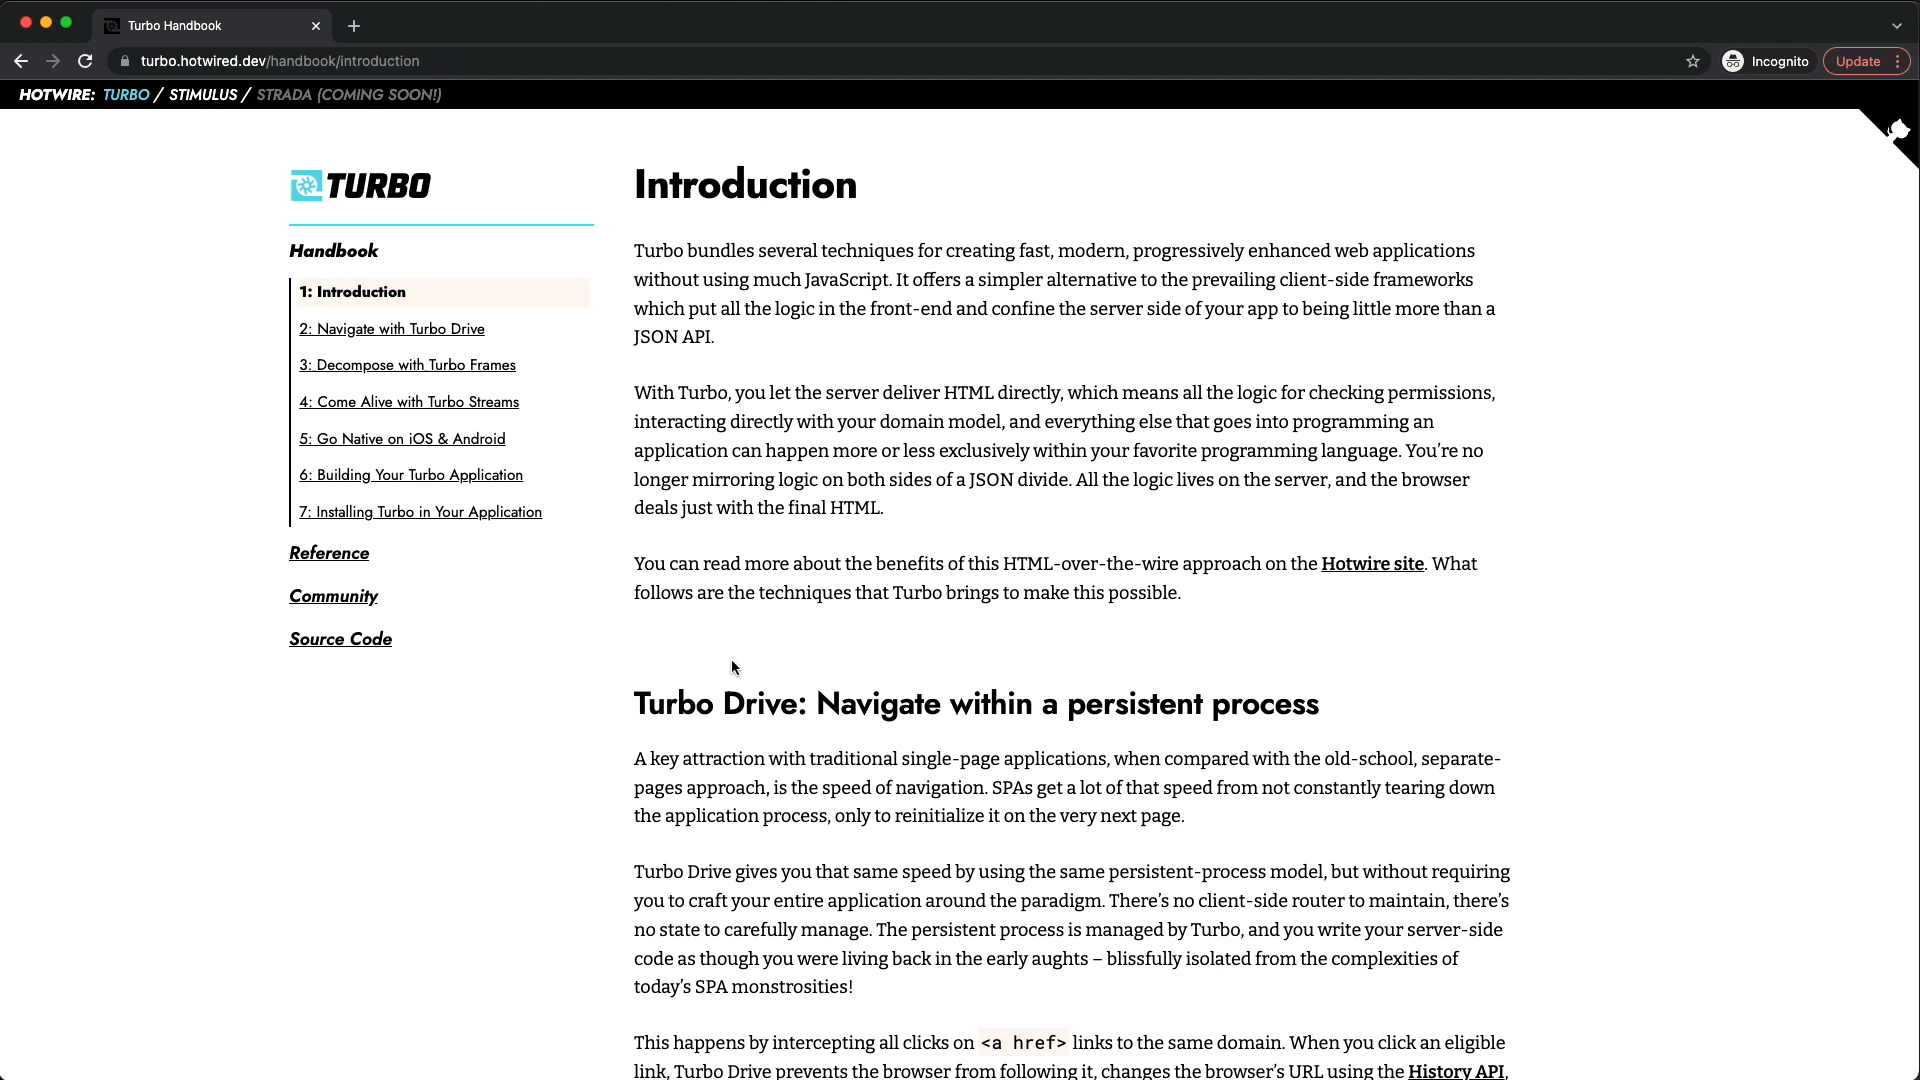 Turbo Handbook
turbo.hotwired.dev/handbook/introduction
Incognito
Update
HOTWIRE: TURBO / STIMULUS / STRADA (COMING SOON!)
TURBO
Handbook
1: Introduction
2: Navigate with Turbo Drive
3: Decompose with Turbo Frames
4: Come Alive with Turbo Streams
5: Go Native on iOS & Android
6: Building Your Turbo Application
7: Installing Turbo in Your Application
Reference
Community
Source Code
Introduction
Turbo bundles several techniques for creating fast, modern, progressively enhanced web applications
without using much JavaScript. It offers a simpler alternative to the prevailing client-side frameworks
which put all the logic in the front-end and confine the server side of your app to being little more than a
JSON API.
With Turbo, you let the server deliver HTML directly, which means all the logic for checking permissions,
interacting directly with your domain model, and everything else that goes into programming an
application can happen more or less exclusively within your favorite programming language. You’re no
longer mirroring logic on both sides of a JSON divide. All the logic lives on the server, and the browser
deals just with the final HTML.
You can read more about the benefits of this HTML-over-the-wire approach on the Hotwire site. What
follows are the techniques that Turbo brings to make this possible.
Turbo Drive: Navigate within a persistent process
A key attraction with traditional single-page applications, when compared with the old-school, separate-
pages approach, is the speed of navigation. SPAs get a lot of that speed from not constantly tearing down
the application process, only to reinitialize it on the very next page.
Turbo Drive gives you that same speed by using the same persistent-process model, but without requiring
you to craft your entire application around the paradigm. There’s no client-side router to maintain, there’s
no state to carefully manage. The persistent process is managed by Turbo, and you write your server-side
code as though you were living back in the early aughts – blissfully isolated from the complexities of
today’s SPA monstrosities!
This happens by intercepting all clicks on <a href> links to the same domain. When you click an eligible
link, Turbo Drive prevents the browser from following it, changes the browser’s URL using the History API,